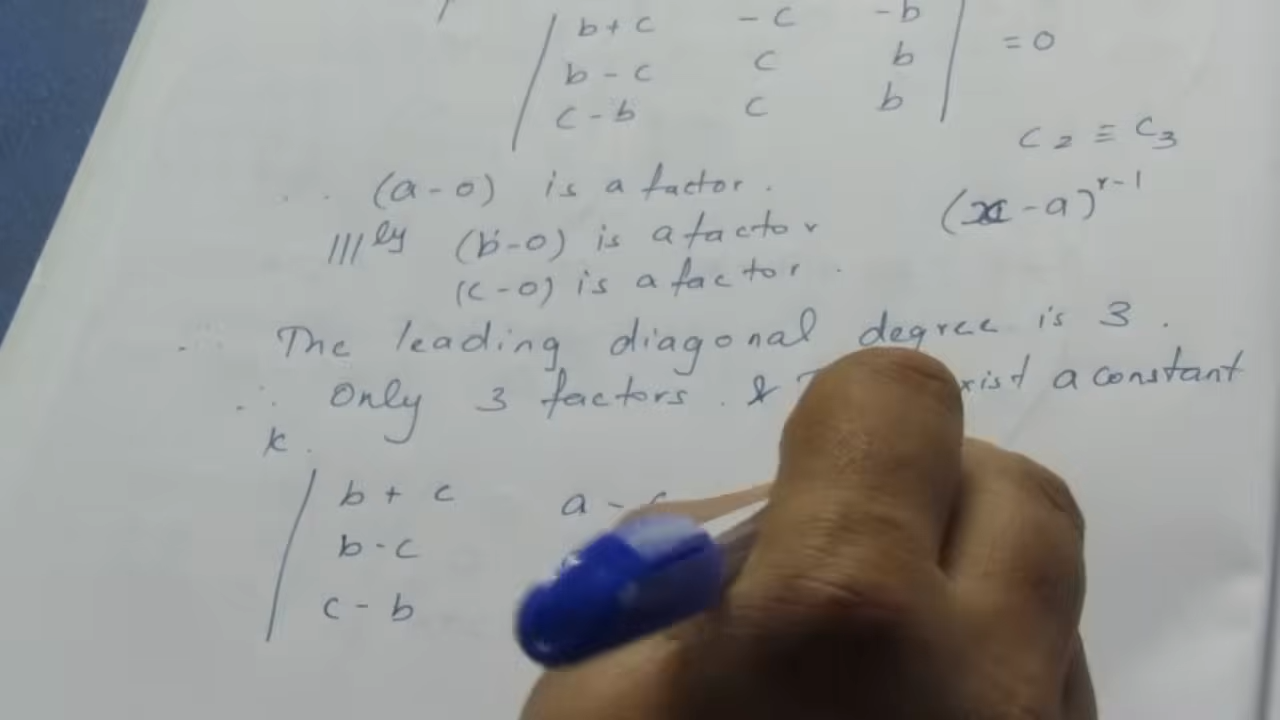 | b + c - c - b | = 0
b - c c b
c - b c b
C2 ≡ C3
(a - 0) is a factor.
(x - a)^{r-1}
|||ly (b - 0) is a factor
(c - 0) is a factor.
The leading diagonal degree is 3.
∴ Only 3 factors. & a constant
k.
| b + c a -
b - c
c - b